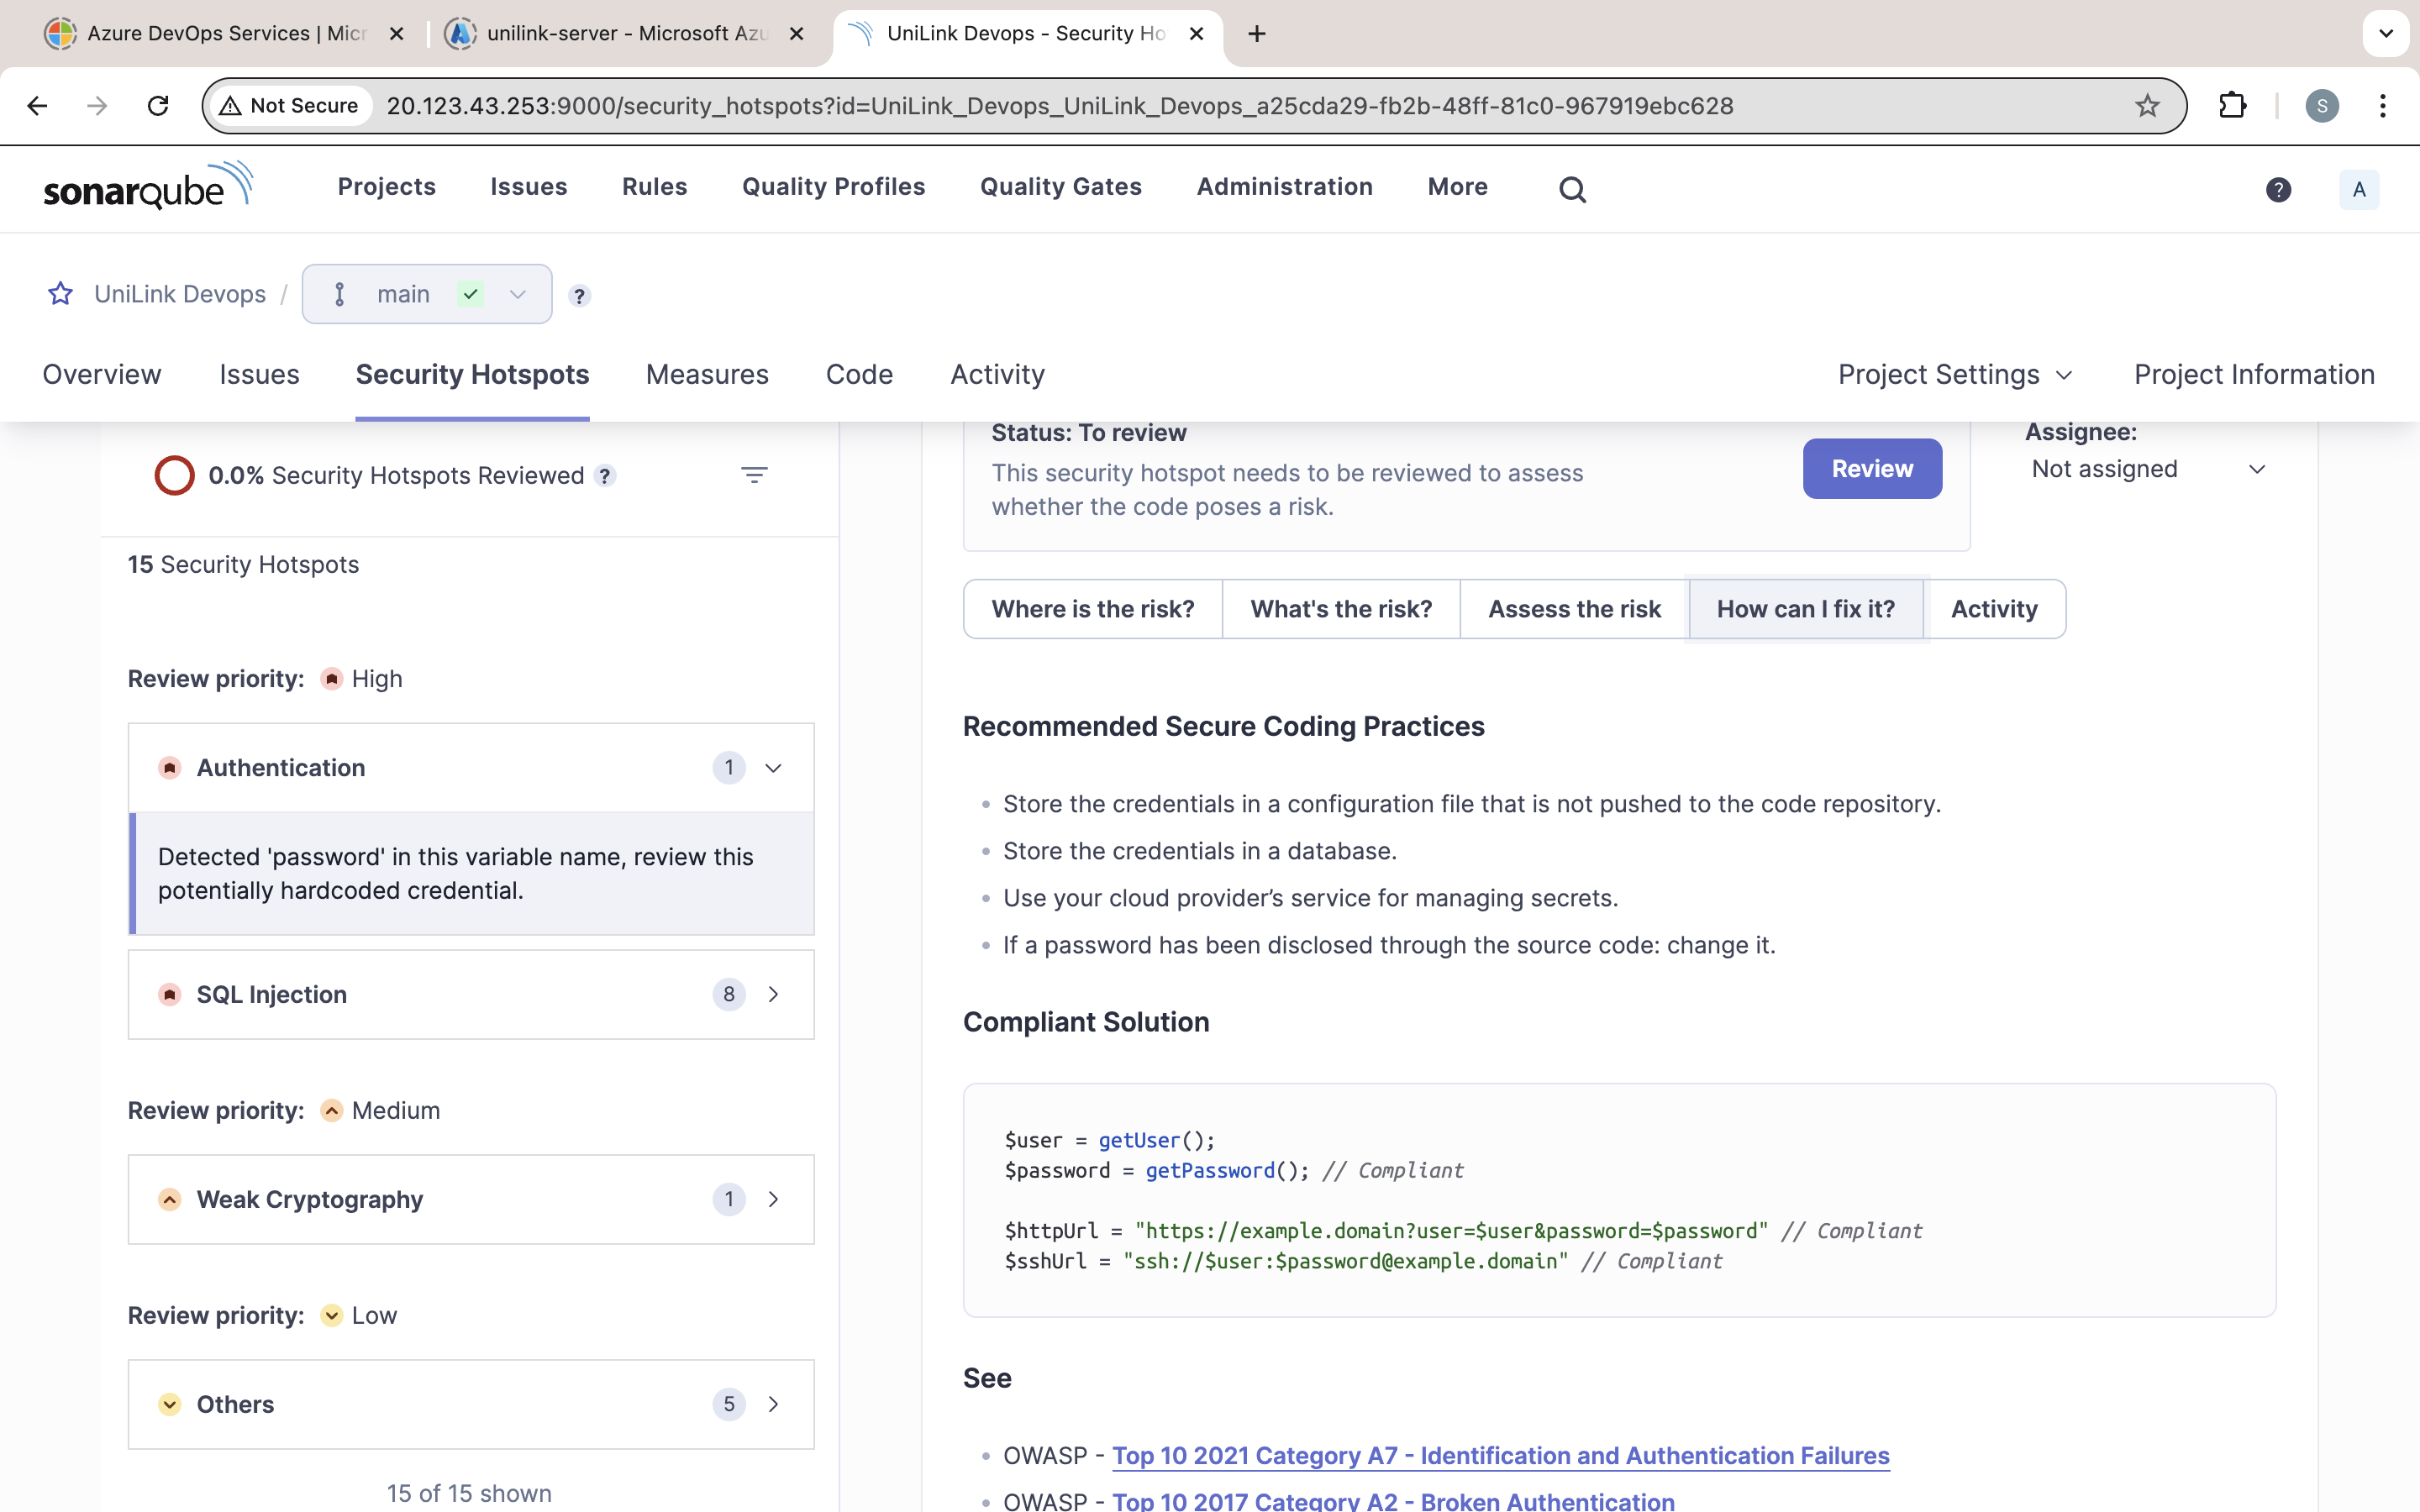 Azure DevOps Services | Micr
unilink-server - Microsoft Azu
UniLink Devops - Security Ho
Not Secure
20.123.43.253:9000/security_hotspots?id=UniLink_Devops_UniLink_Devops_a25cda29-fb2b-48ff-81c0-967919ebc628
S
sonarqube
Projects
Issues
Rules
Quality Profiles
Quality Gates
Administration
More
?
A
UniLink Devops /
main
?
Overview
Issues
Security Hotspots
Measures
Code
Activity
Project Settings
Project Information
0.0% Security Hotspots Reviewed ?
15 Security Hotspots
Review priority: High
Authentication 1
Detected 'password' in this variable name, review this
potentially hardcoded credential.
SQL Injection 8
Review priority: Medium
Weak Cryptography 1
Review priority: Low
Others 5
15 of 15 shown
Status: To review
This security hotspot needs to be reviewed to assess
whether the code poses a risk.
Review
Assignee:
Not assigned
Where is the risk?
What's the risk?
Assess the risk
How can I fix it?
Activity
Recommended Secure Coding Practices
• Store the credentials in a configuration file that is not pushed to the code repository.
• Store the credentials in a database.
• Use your cloud provider’s service for managing secrets.
• If a password has been disclosed through the source code: change it.
Compliant Solution
$user = getUser();
$password = getPassword(); // Compliant
$httpUrl = "https://example.domain?user=$user&password=$password" // Compliant
$sshUrl = "ssh://$user:$password@example.domain" // Compliant
See
• OWASP - Top 10 2021 Category A7 - Identification and Authentication Failures
• OWASP - Top 10 2017 Category A2 - Broken Authentication